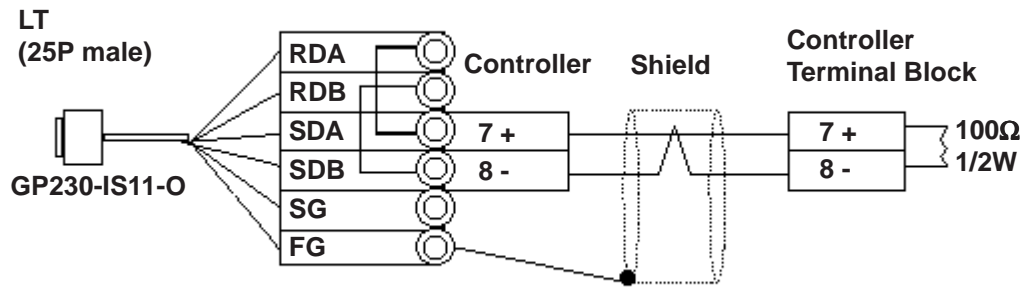 LT
(25P male)
GP230-IS11-O
RDA
RDB
SDA
SDB
SG
FG
Controller
7 +
8 -
Shield
Controller
Terminal Block
7 +
8 -
100Ω
1/2W